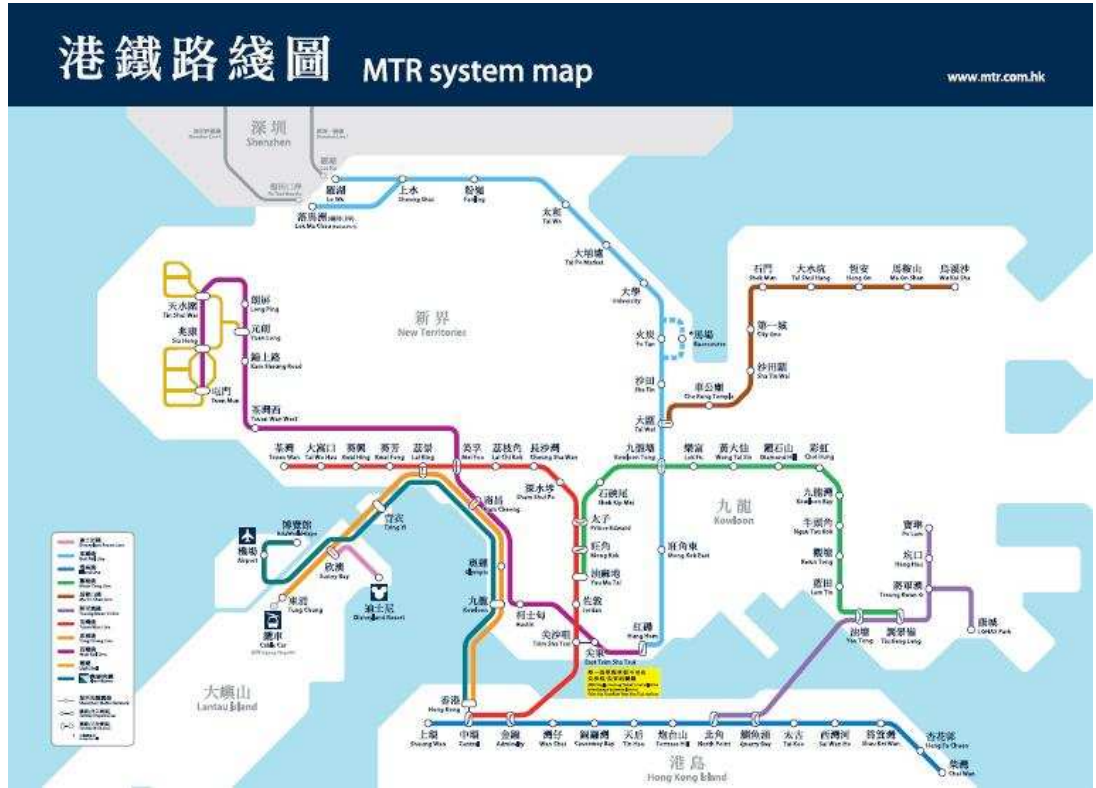 港鐵路綫圖 MTR system map
www.mtr.com.hk
深圳
Shenzhen
羅湖
Lo Wu
上水
Sheung Shui
粉嶺
Fanling
落馬洲
Lok Ma Chau
太和
Tai Wo
大埔墟
Tai Po Market
大學
University
新界
New Territories
天水圍
Tin Shui Wai
朗屏
Long Ping
兆康
Siu Hong
元朗
Yuen Long
錦上路
Kam Sheung Road
屯門
Tuen Mun
荃灣西
Tsuen Wan West
火炭
Fo Tan
馬場
Racecourse
沙田
Sha Tin
大圍
Tai Wai
車公廟
Che Kung Temple
沙田圍
Sha Tin Wai
第一城
City One
石門
Shek Mun
大水坑
Tai Shui Hang
恆安
Heng On
馬鞍山
Ma On Shan
烏溪沙
Wu Kai Sha
荃灣
Tsuen Wan
大窩口
Tai Wo Hau
葵興
Kwai Hing
葵芳
Kwai Fong
荔景
Lai King
美孚
Mei Foo
荔枝角
Lai Chi Kok
長沙灣
Cheung Sha Wan
深水埗
Sham Shui Po
九龍塘
Kowloon Tong
樂富
Lok Fu
黃大仙
Wong Tai Sin
鑽石山
Diamond Hill
彩虹
Choi Hung
石硤尾
Shek Kip Mei
九龍
Kowloon
九龍灣
Kowloon Bay
牛頭角
Ngau Tau Kok
觀塘
Kwun Tong
藍田
Lam Tin
油塘
Yau Tong
調景嶺
Tiu Keng Leng
寶琳
Po Lam
坑口
Hang Hau
將軍澳
Tseung Kwan O
康城
LOHAS Park
太子
Prince Edward
旺角
Mong Kok
油麻地
Yau Ma Tei
旺角東
Mong Kok East
佐敦
Jordan
尖沙咀
Tsim Sha Tsui
尖東
East Tsim Sha Tsui
紅磡
Hung Hom
南昌
Nam Cheong
奧運
Olympic
九龍
Kowloon
柯士甸
Austin
青衣
Tsing Yi
博覽館
AsiaWorld-Expo
機場
Airport
欣澳
Sunny Bay
迪士尼
Disneyland Resort
東涌
Tung Chung
纜車
Cable Car
大嶼山
Lantau Island
香港
Hong Kong
上環
Sheung Wan
中環
Central
金鐘
Admiralty
灣仔
Wan Chai
銅鑼灣
Causeway Bay
天后
Tin Hau
炮台山
Fortress Hill
北角
North Point
鰂魚涌
Quarry Bay
太古
Tai Koo
西灣河
Sai Wan Ho
筲箕灣
Shau Kei Wan
杏花邨
Heng Fa Chuen
柴灣
Chai Wan
港島
Hong Kong Island